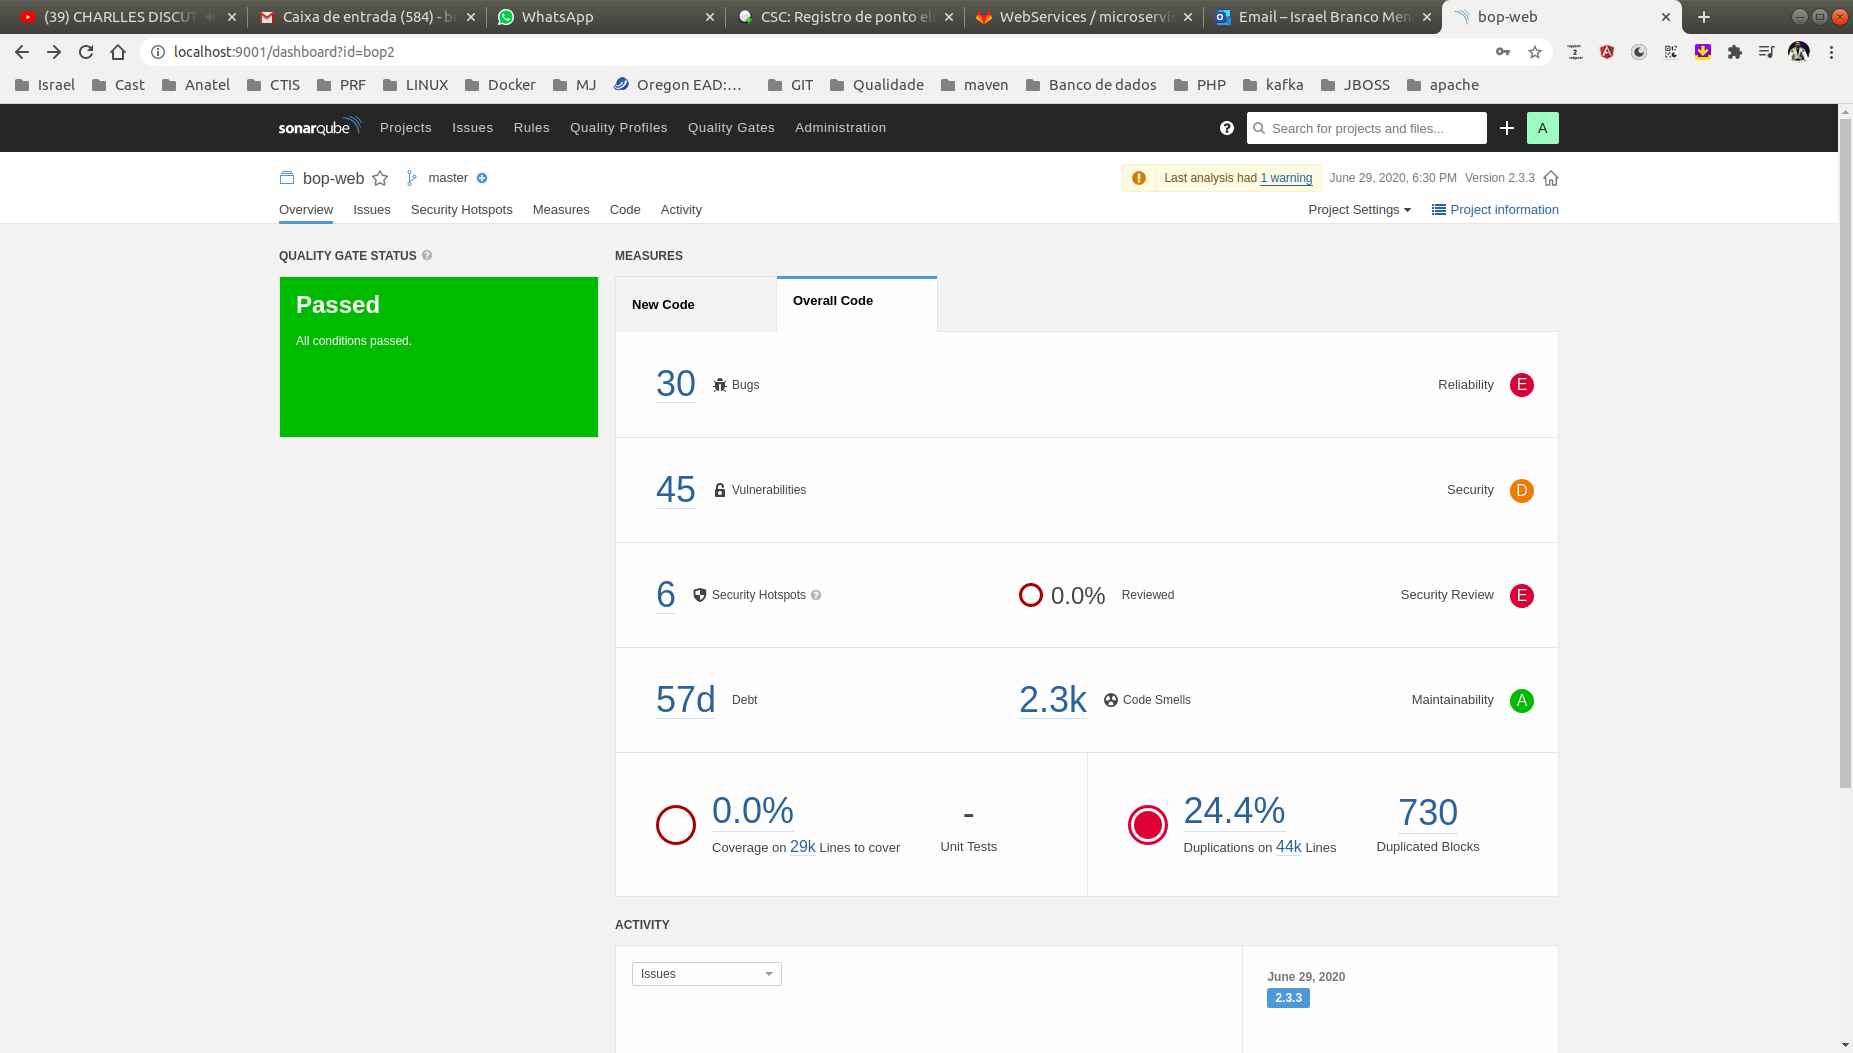 (39) CHARLLES DISCUT
Caixa de entrada (584) - br
WhatsApp
CSC: Registro de ponto ele
WebServices / microservic
Email – Israel Branco Men
bop-web
localhost:9001/dashboard?id=bop2
Israel
Cast
Anatel
CTIS
PRF
LINUX
Docker
MJ
Oregon EAD:...
GIT
Qualidade
maven
Banco de dados
PHP
kafka
JBOSS
apache
sonarqube
Projects
Issues
Rules
Quality Profiles
Quality Gates
Administration
?
Search for projects and files...
A
bop-web
master
Last analysis had 1 warning
June 29, 2020, 6:30 PM
Version 2.3.3
Overview
Issues
Security Hotspots
Measures
Code
Activity
Project Settings
Project information
QUALITY GATE STATUS ?
Passed
All conditions passed.
MEASURES
New Code
Overall Code
30 Bugs
Reliability E
45 Vulnerabilities
Security D
6 Security Hotspots ?
0.0% Reviewed
Security Review E
57d Debt
2.3k Code Smells
Maintainability A
0.0%
Coverage on 29k Lines to cover
-
Unit Tests
24.4%
Duplications on 44k Lines
730
Duplicated Blocks
ACTIVITY
Issues
June 29, 2020
2.3.3